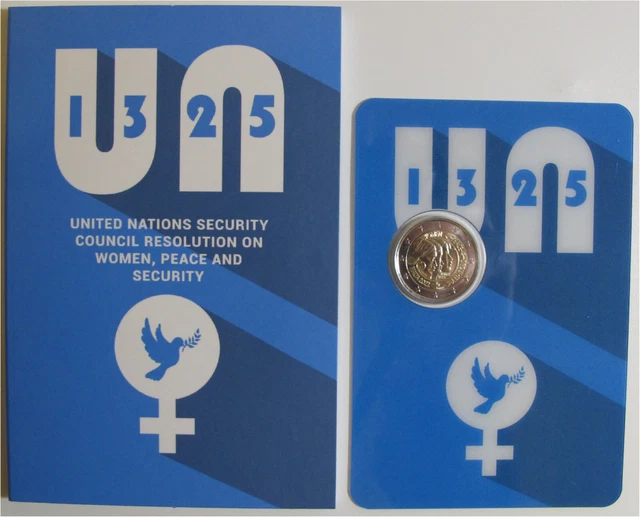 UN
1325
UNITED NATIONS SECURITY
COUNCIL RESOLUTION ON
WOMEN, PEACE AND
SECURITY
UN
1325